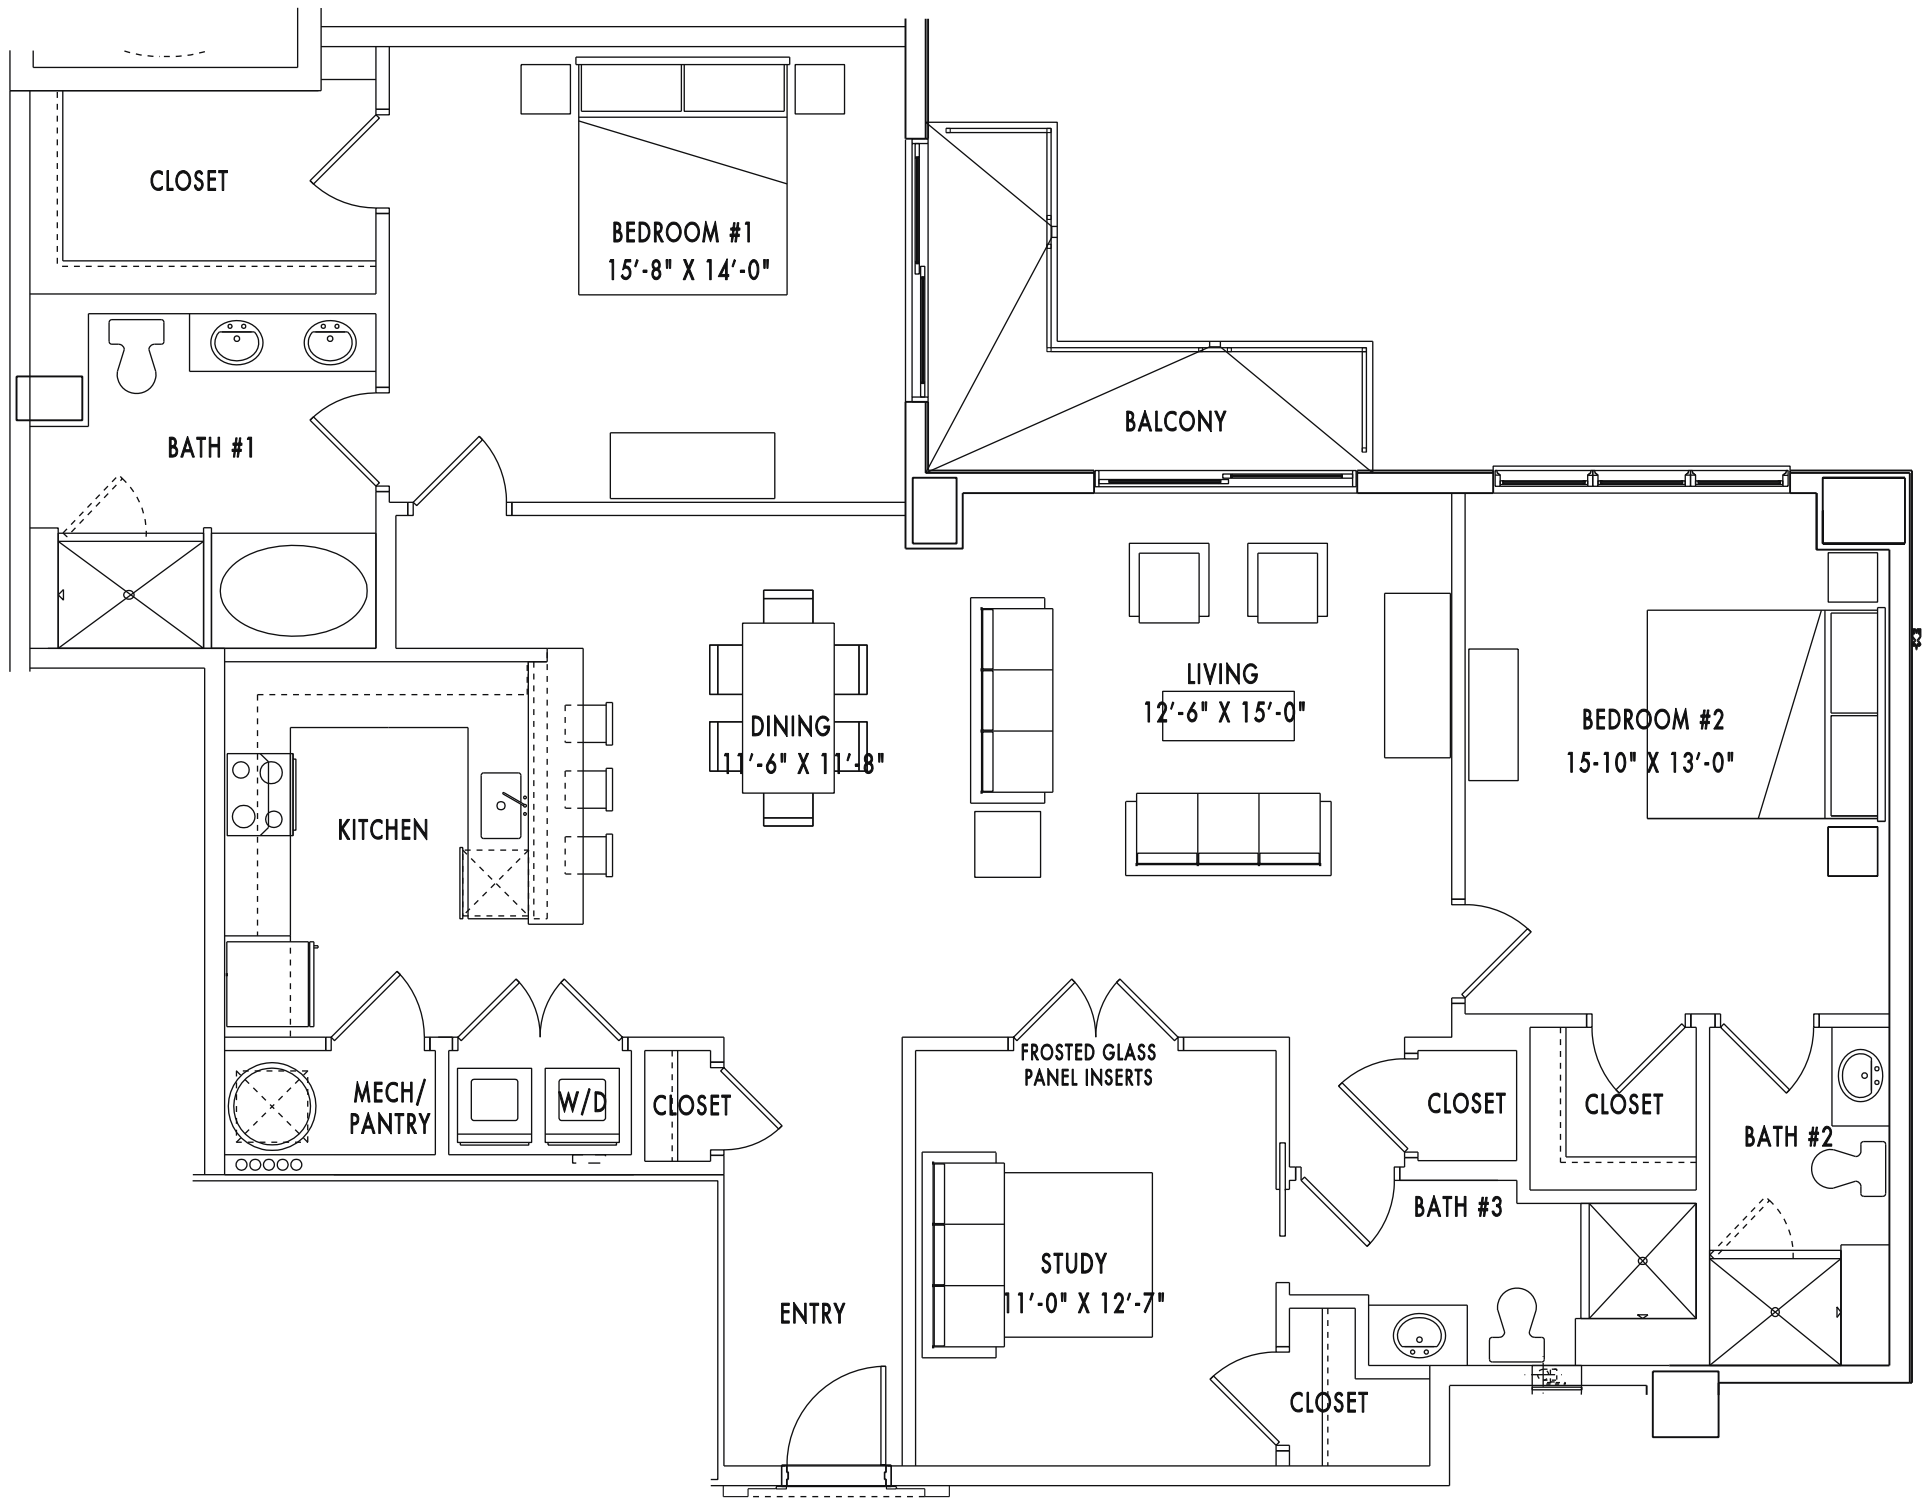 CLOSET
BEDROOM #1
15'-8" X 14'-0"
BALCONY
BATH #1
LIVING
12'-6" X 15'-0"
DINING
11'-6" X 11'-8"
BEDROOM #2
15-10" X 13'-0"
KITCHEN
FROSTED GLASS
PANEL INSERTS
MECH/
PANTRY
W/D
CLOSET
CLOSET
CLOSET
BATH #2
BATH #3
STUDY
11'-0" X 12'-7"
ENTRY
CLOSET